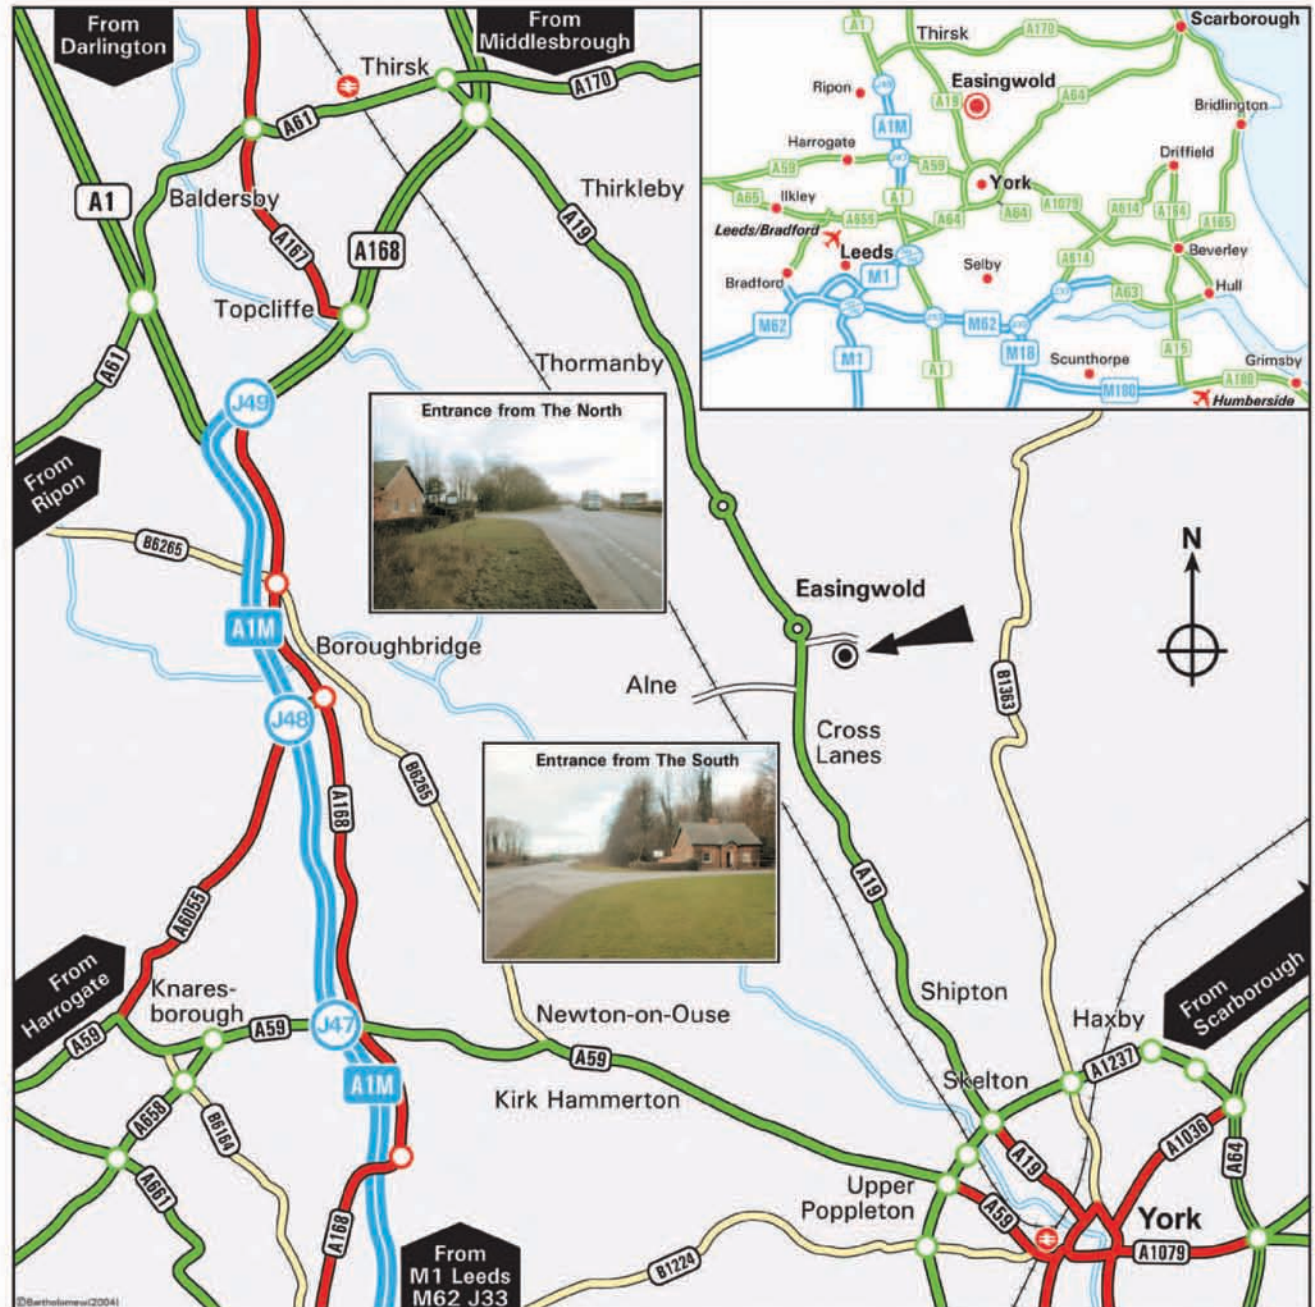 From
Darlington
From
Middlesbrough
Thirsk
A170
A61
A1
Baldersby
A167
A168
Thirkleby
A19
Topcliffe
A61
Thormanby
J49
From
Ripon
B6265
A1M
Boroughbridge
J48
B6265
A168
A6055
Entrance from The North
Easingwold
Alne
Cross
Lanes
Entrance from The South
N
B1363
A19
From
Harrogate
Knares-
borough
A59
A59
J47
A1M
Newton-on-Ouse
A59
Kirk Hammerton
Shipton
Haxby
From
Scarborough
Skelton
A1237
A658
B6164
A661
A168
From
M1 Leeds
M62 J33
B1224
Upper
Poppleton
A59
A19
A1036
A64
York
A1079
©Bartholomew(2004)
A1
Thirsk
A170
Scarborough
Ripon
J49
A19
Easingwold
A64
Bridlington
A1M
Harrogate
A59
J47
A59
Driffield
York
A65
Ilkley
A658
A1
A64
A64
A1079
A614
A164
A165
Leeds/Bradford
Leeds
Selby
A614
Beverley
Bradford
M1
Hull
A63
M62
M62
M1
M18
A1
A15
Scunthorpe
M180
A180
Grimsby
Humberside